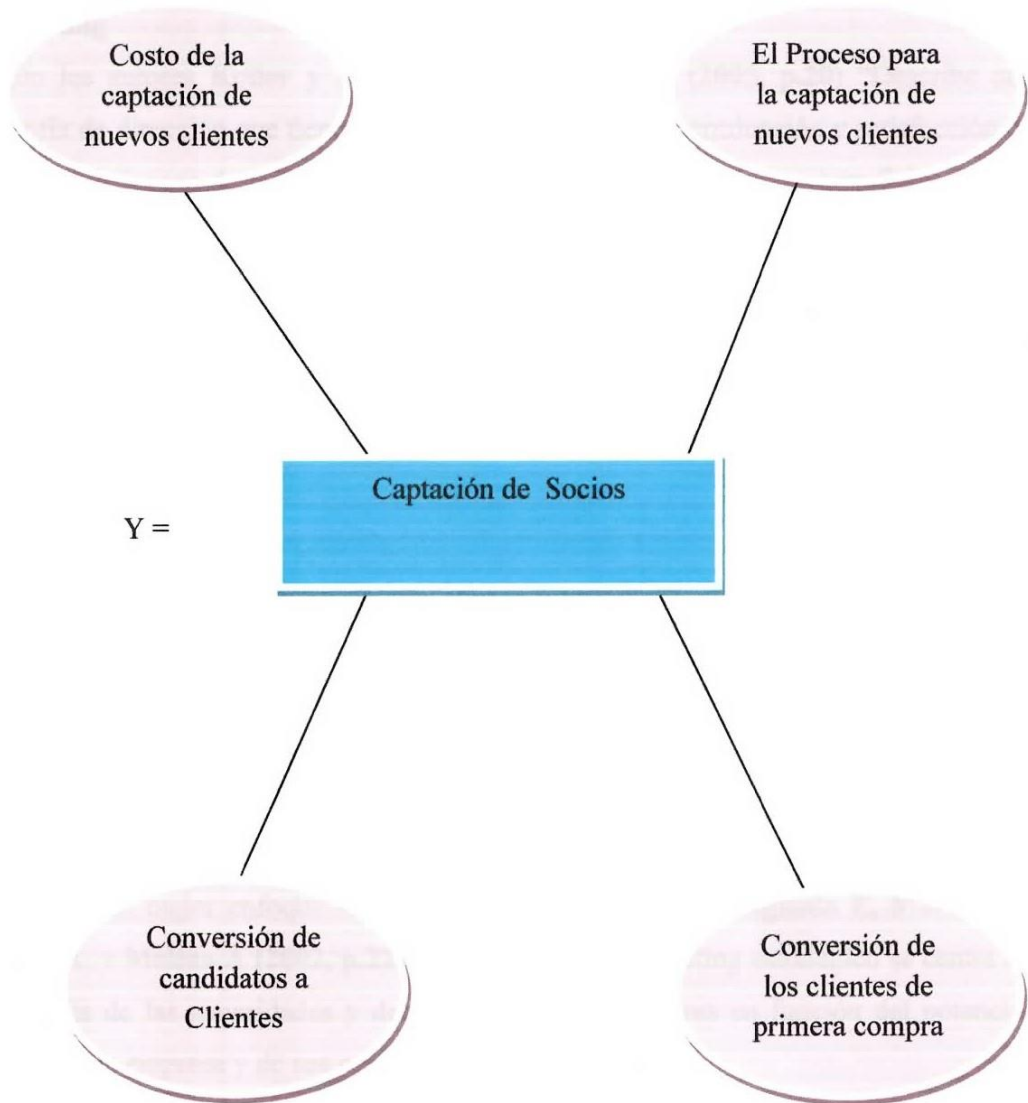 Costo de la
captación de
nuevos clientes
El Proceso para
la captación de
nuevos clientes
Y =
Captación de Socios
Conversión de
candidatos a
Clientes
Conversión de
los clientes de
primera compra